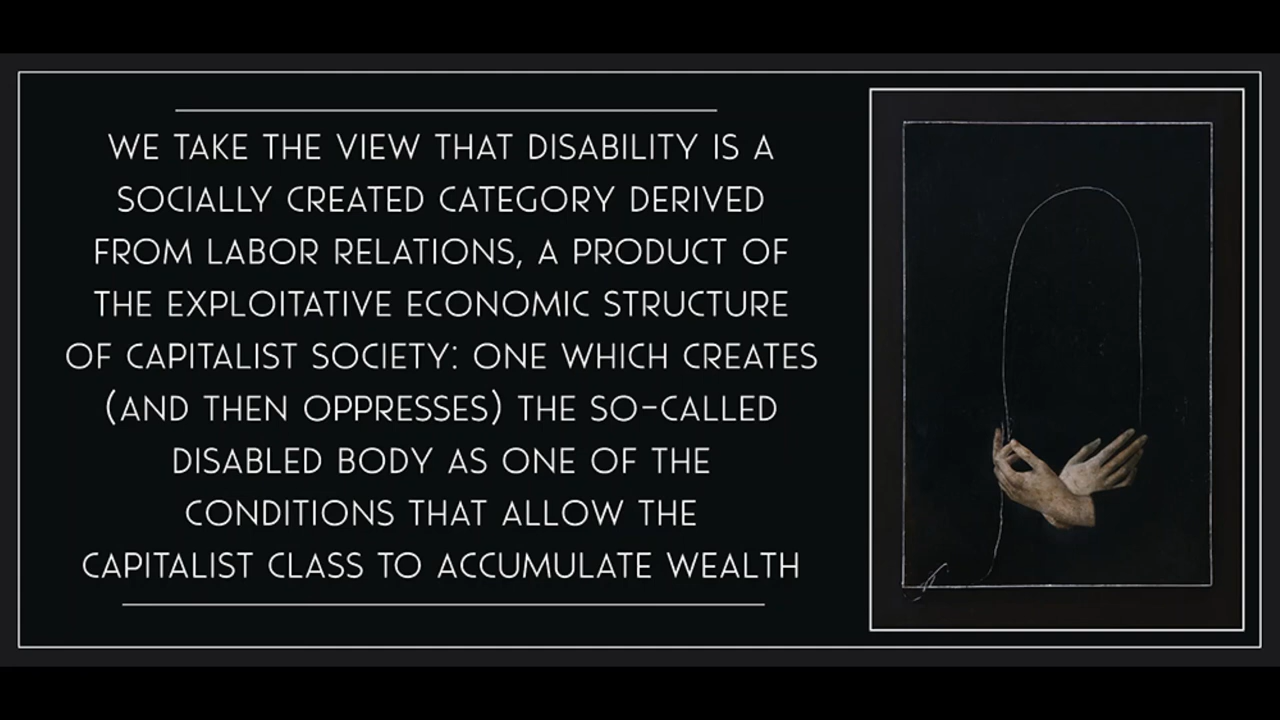 WE TAKE THE VIEW THAT DISABILITY IS A
SOCIALLY CREATED CATEGORY DERIVED
FROM LABOR RELATIONS, A PRODUCT OF
THE EXPLOITATIVE ECONOMIC STRUCTURE
OF CAPITALIST SOCIETY: ONE WHICH CREATES
(AND THEN OPPRESSES) THE SO-CALLED
DISABLED BODY AS ONE OF THE
CONDITIONS THAT ALLOW THE
CAPITALIST CLASS TO ACCUMULATE WEALTH